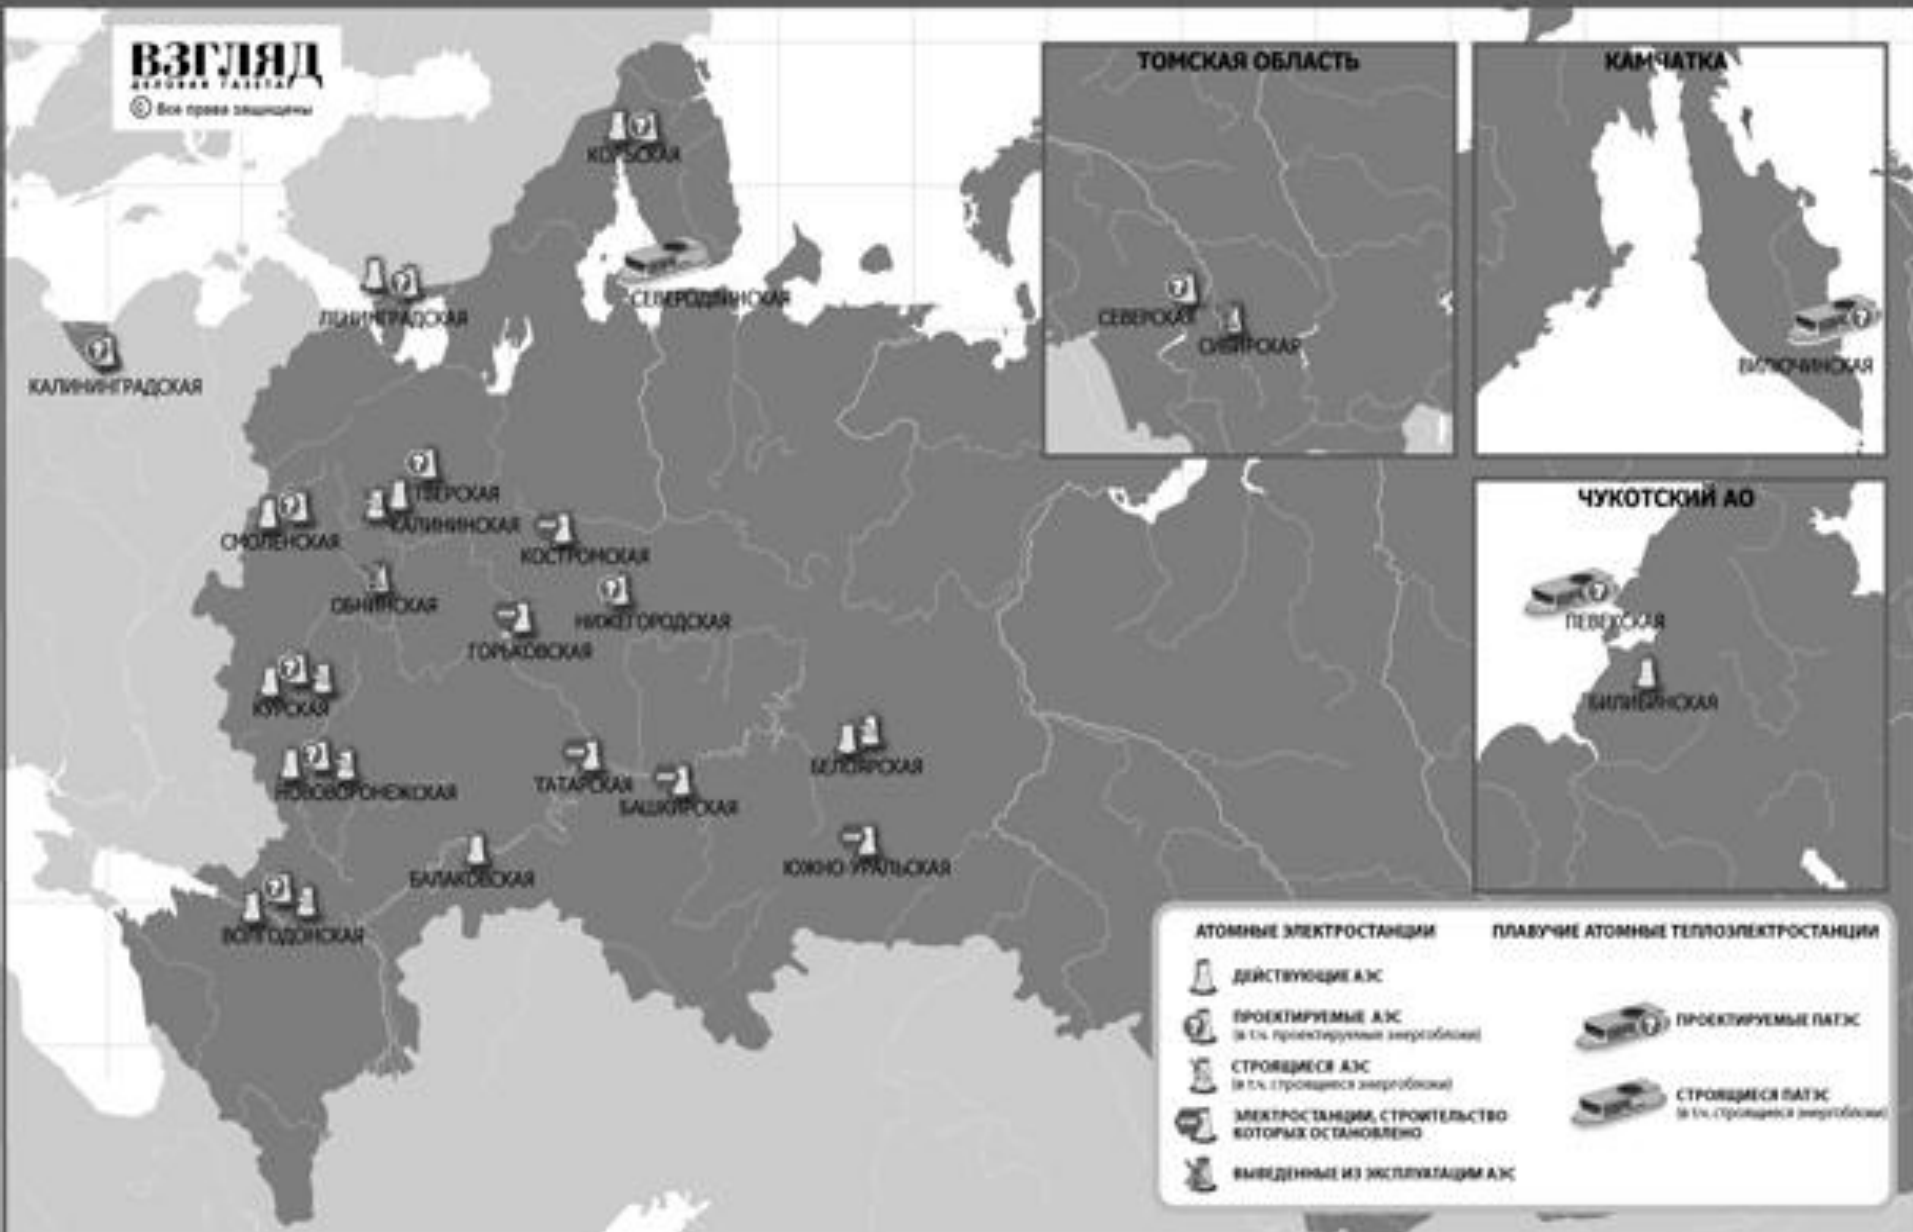 ВЗГЛЯД
ДЕЛОВАЯ ГАЗЕТА
© Все права защищены
ТОМСКАЯ ОБЛАСТЬ
КАМЧАТКА
КОЛЬСКАЯ
СЕВЕРОДВИНСКАЯ
ЛЕНИНГРАДСКАЯ
КАЛИНИНГРАДСКАЯ
СЕВЕРСКАЯ
СИБИРСКАЯ
ВИЛЮЧИНСКАЯ
ТВЕРСКАЯ
КАЛИНИНСКАЯ
СМОЛЕНСКАЯ
КОСТРОМСКАЯ
ОБНИНСКАЯ
НИЖЕГОРОДСКАЯ
ГОРЬКОВСКАЯ
ЧУКОТСКИЙ АО
ПЕВЕКСКАЯ
БИЛИБИНСКАЯ
КУРСКАЯ
НОВОВОРОНЕЖСКАЯ
ТАТАРСКАЯ
БАШКИРСКАЯ
БЕЛОЯРСКАЯ
БАЛАКОВСКАЯ
ЮЖНО-УРАЛЬСКАЯ
ВОЛГОДОНСКАЯ
АТОМНЫЕ ЭЛЕКТРОСТАНЦИИ
ДЕЙСТВУЮЩИЕ АЭС
ПРОЕКТИРУЕМЫЕ АЭС
(в т.ч. проектируемые энергоблоки)
СТРОЯЩИЕСЯ АЭС
(в т.ч. строящиеся энергоблоки)
ЭЛЕКТРОСТАНЦИИ, СТРОИТЕЛЬСТВО
КОТОРЫХ ОСТАНОВЛЕНО
ВЫВЕДЕННЫЕ ИЗ ЭКСПЛУАТАЦИИ АЭС
ПЛАВУЧИЕ АТОМНЫЕ ТЕПЛОЭЛЕКТРОСТАНЦИИ
ПРОЕКТИРУЕМЫЕ ПАТЭС
СТРОЯЩИЕСЯ ПАТЭС
(в т.ч. строящиеся энергоблоки)